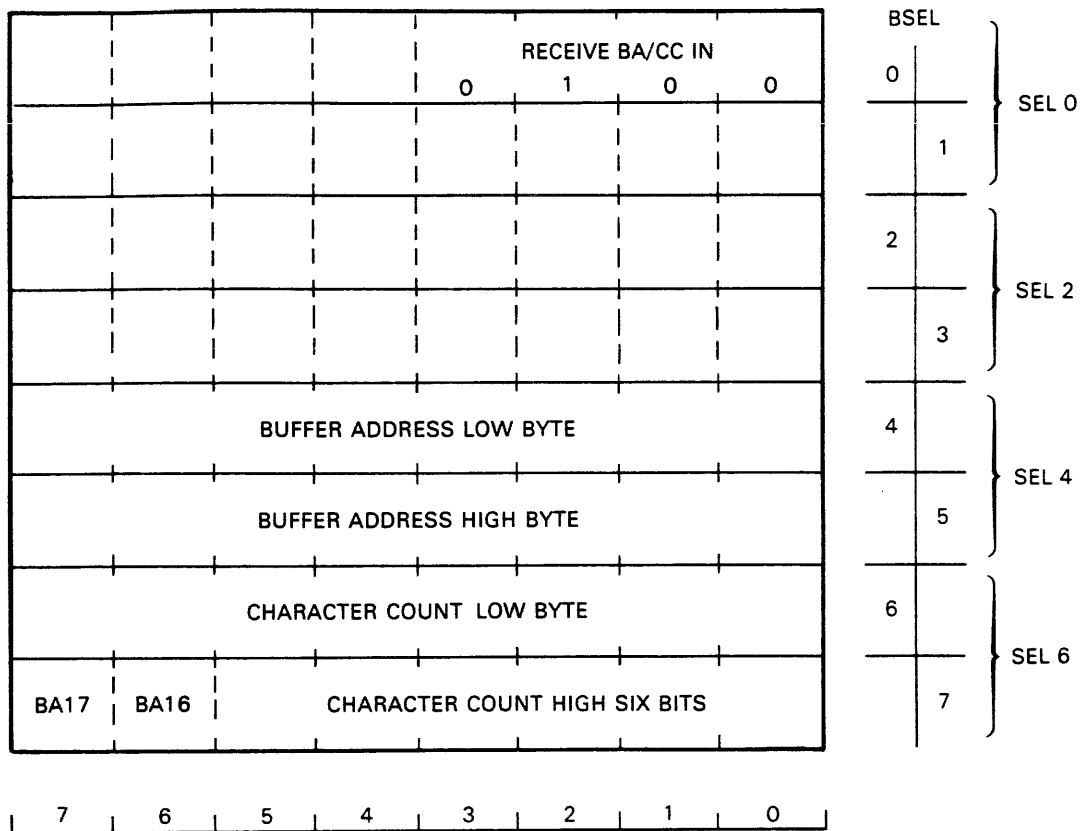 BSEL
RECEIVE BA/CC IN
0 1 0 0
0
SEL 0
1
2
SEL 2
3
BUFFER ADDRESS LOW BYTE
4
SEL 4
BUFFER ADDRESS HIGH BYTE
5
CHARACTER COUNT LOW BYTE
6
SEL 6
BA17 BA16 CHARACTER COUNT HIGH SIX BITS
7
7 6 5 4 3 2 1 0